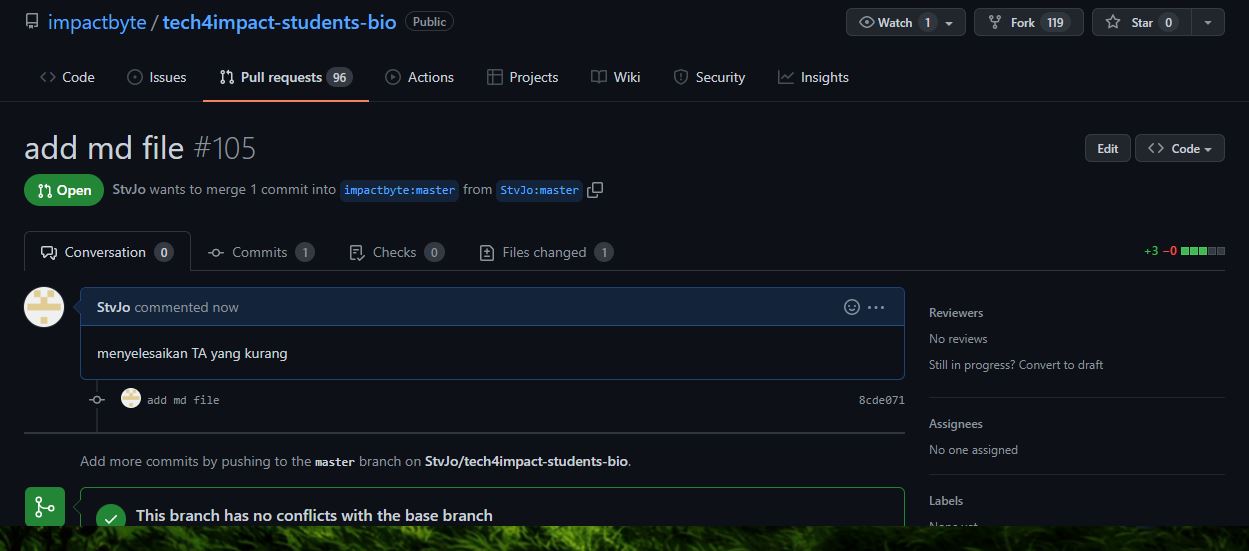 impactbyte / tech4impact-students-bio Public
Watch 1 Fork 119 Star 0
Code Issues Pull requests 96 Actions Projects Wiki Security Insights
add md file #105
Edit <> Code
Open StvJo wants to merge 1 commit into impactbyte:master from StvJo:master
Conversation 0 Commits 1 Checks 0 Files changed 1 +3 −0
StvJo commented now
menyelesaikan TA yang kurang
add md file 8cde071
Add more commits by pushing to the master branch on StvJo/tech4impact-students-bio.
This branch has no conflicts with the base branch
Reviewers
No reviews
Still in progress? Convert to draft
Assignees
No one assigned
Labels
None yet